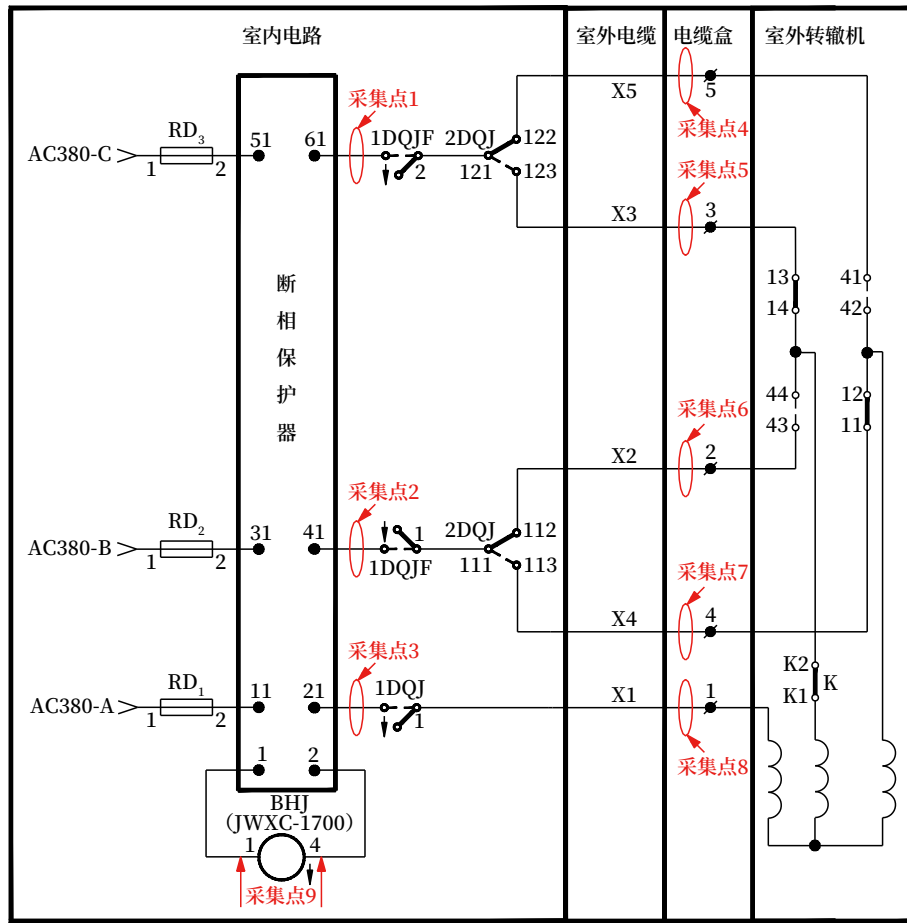 室内电路
室外电缆
电缆盒
室外转辙机
AC380-C
1
RD3
2
51
61
采集点1
1DQJF
2
2DQJ
121
122
123
X5
5
采集点4
采集点5
X3
3
13
14
41
42
断
相
保
护
器
44
43
12
11
采集点6
X2
2
AC380-B
1
RD2
2
31
41
采集点2
1
1DQJF
2DQJ
111
112
113
采集点7
X4
4
K2
K1
K
AC380-A
1
RD1
2
11
21
采集点3
1DQJ
1
X1
1
采集点8
1
2
BHJ
(JWXC-1700)
1
4
采集点9